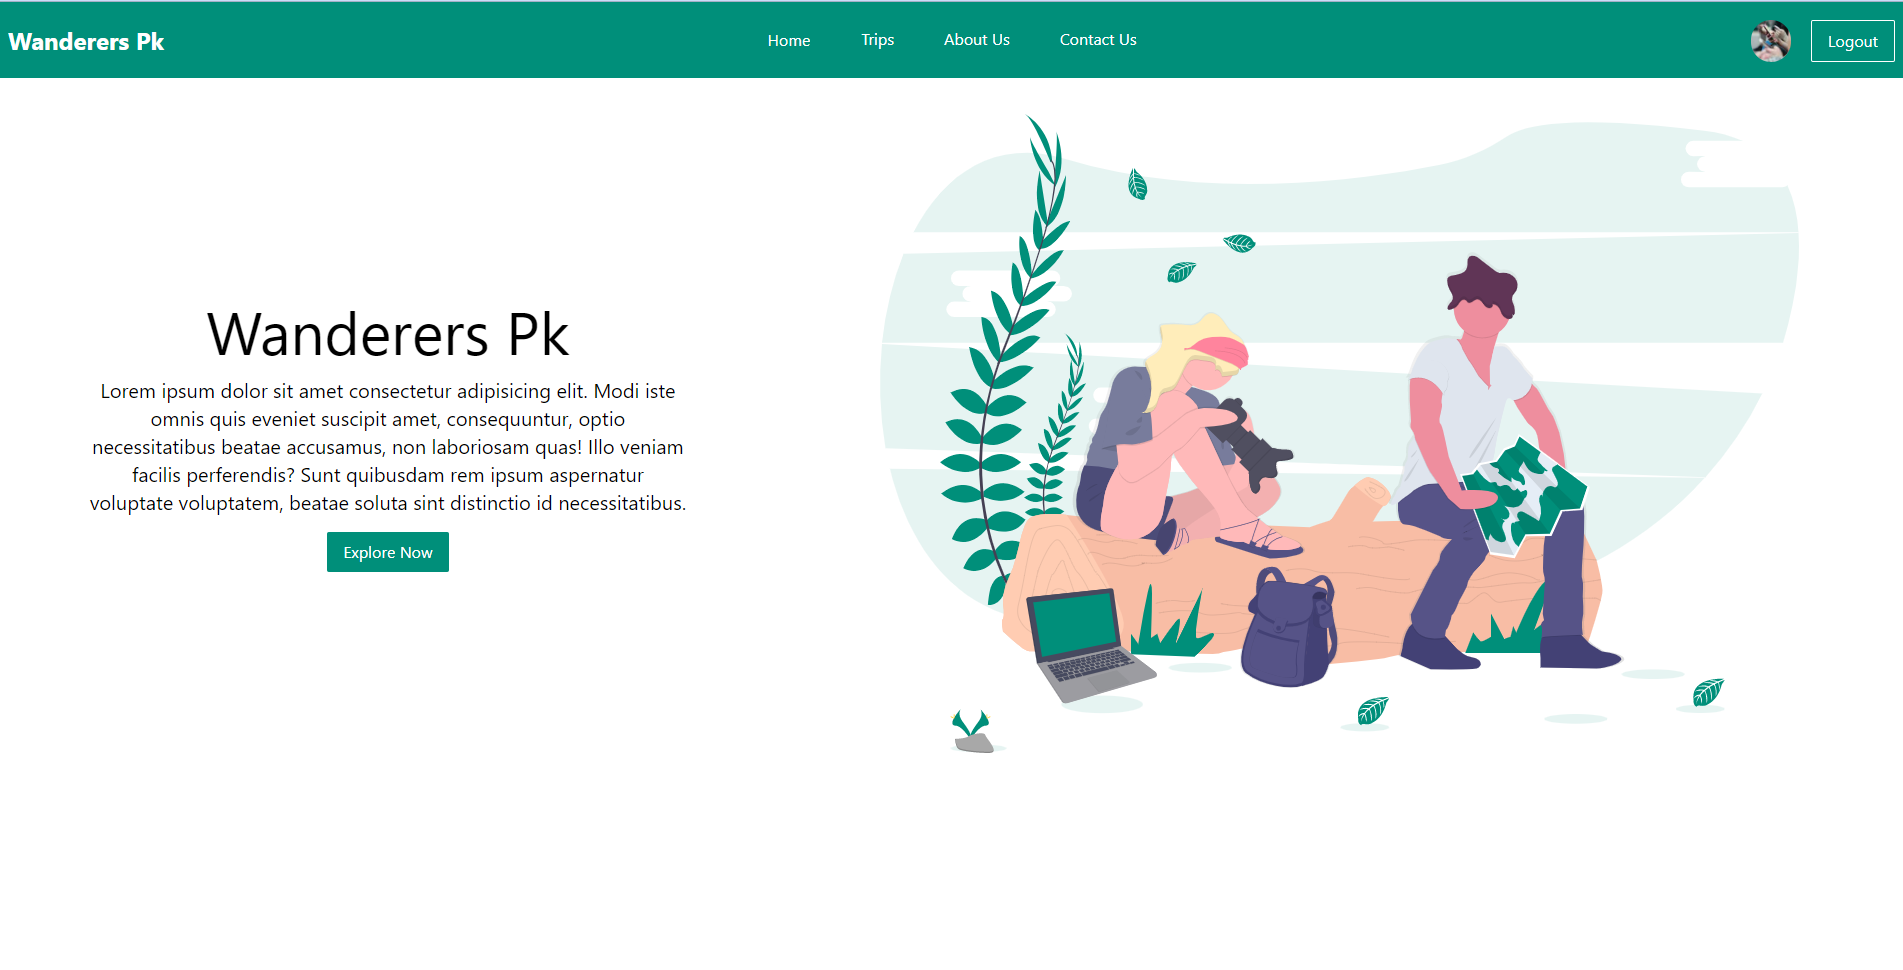 Wanderers Pk
Home
Trips
About Us
Contact Us
Logout
Wanderers Pk
Lorem ipsum dolor sit amet consectetur adipisicing elit. Modi iste
omnis quis eveniet suscipit amet, consequuntur, optio
necessitatibus beatae accusamus, non laboriosam quas! Illo veniam
facilis perferendis? Sunt quibusdam rem ipsum aspernatur
voluptate voluptatem, beatae soluta sint distinctio id necessitatibus.
Explore Now